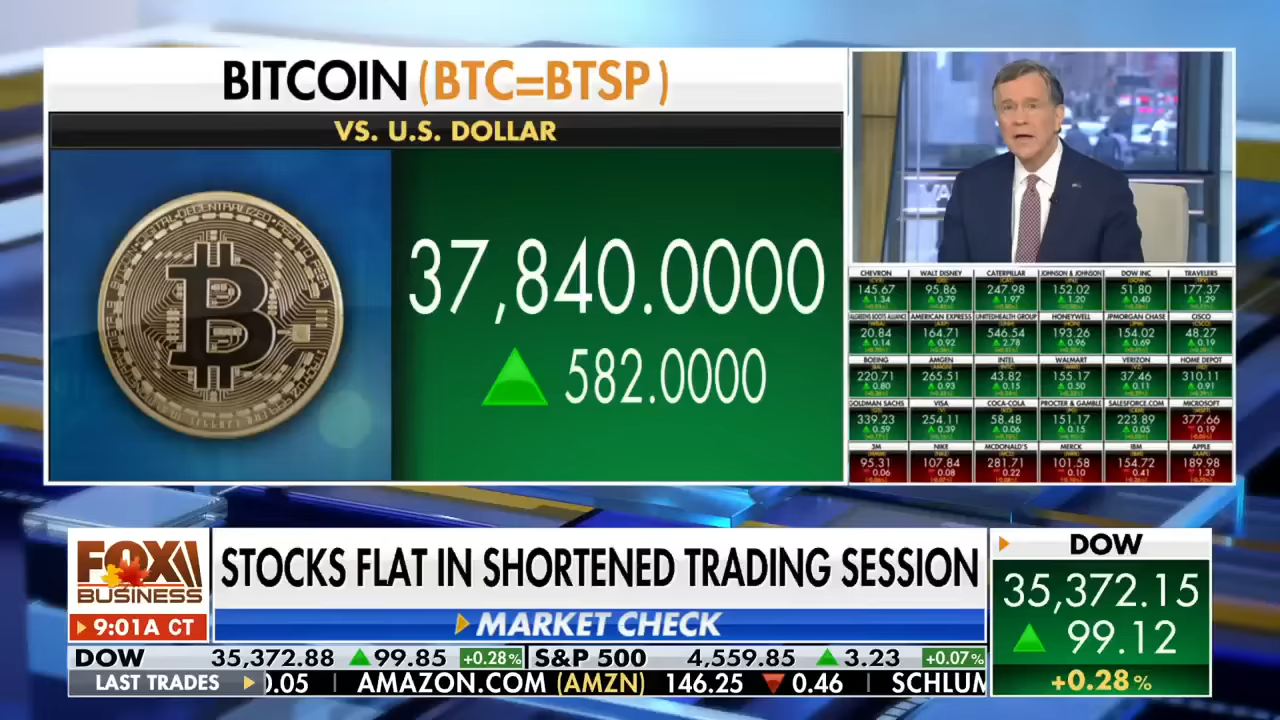 BITCOIN (BTC=BTSP)
VS. U.S. DOLLAR
37,840.0000
582.0000
CHEVRON WALT DISNEY CATERPILLAR JOHNSON & JOHNSON DOW INC TRAVELERS
145.67 95.86 247.98 152.02 51.80 177.37
1.34 0.79 1.97 1.20 0.40 1.29
AMERICAN EXPRESS UNITEDHEALTH GROUP HONEYWELL JPMORGAN CHASE CISCO
20.84 164.71 546.54 193.26 154.02 48.27
0.14 0.92 2.78 0.96 0.69 0.19
BOEING AMGEN INTEL WALMART VERIZON HOME DEPOT
220.71 265.51 43.82 155.17 37.46 310.11
0.80 0.93 0.15 0.50 0.11 0.91
GOLDMAN SACHS VISA COCA-COLA PROCTER & GAMBLE SALESFORCE.COM MICROSOFT
339.23 254.11 58.48 151.17 223.89 377.66
0.59 0.39 0.06 0.15 0.05 0.19
3M NIKE MCDONALD'S MERCK IBM APPLE
95.31 107.84 281.71 101.58 154.72 189.98
0.06 0.08 0.22 0.10 0.41 1.33
FOX BUSINESS
9:01A CT
STOCKS FLAT IN SHORTENED TRADING SESSION
MARKET CHECK
DOW
35,372.15
99.12
+0.28%
DOW 35,372.88 99.85 +0.28% S&P 500 4,559.85 3.23 +0.07%
LAST TRADES 0.05 | AMAZON.COM (AMZN) 146.25 0.46 | SCHLUM